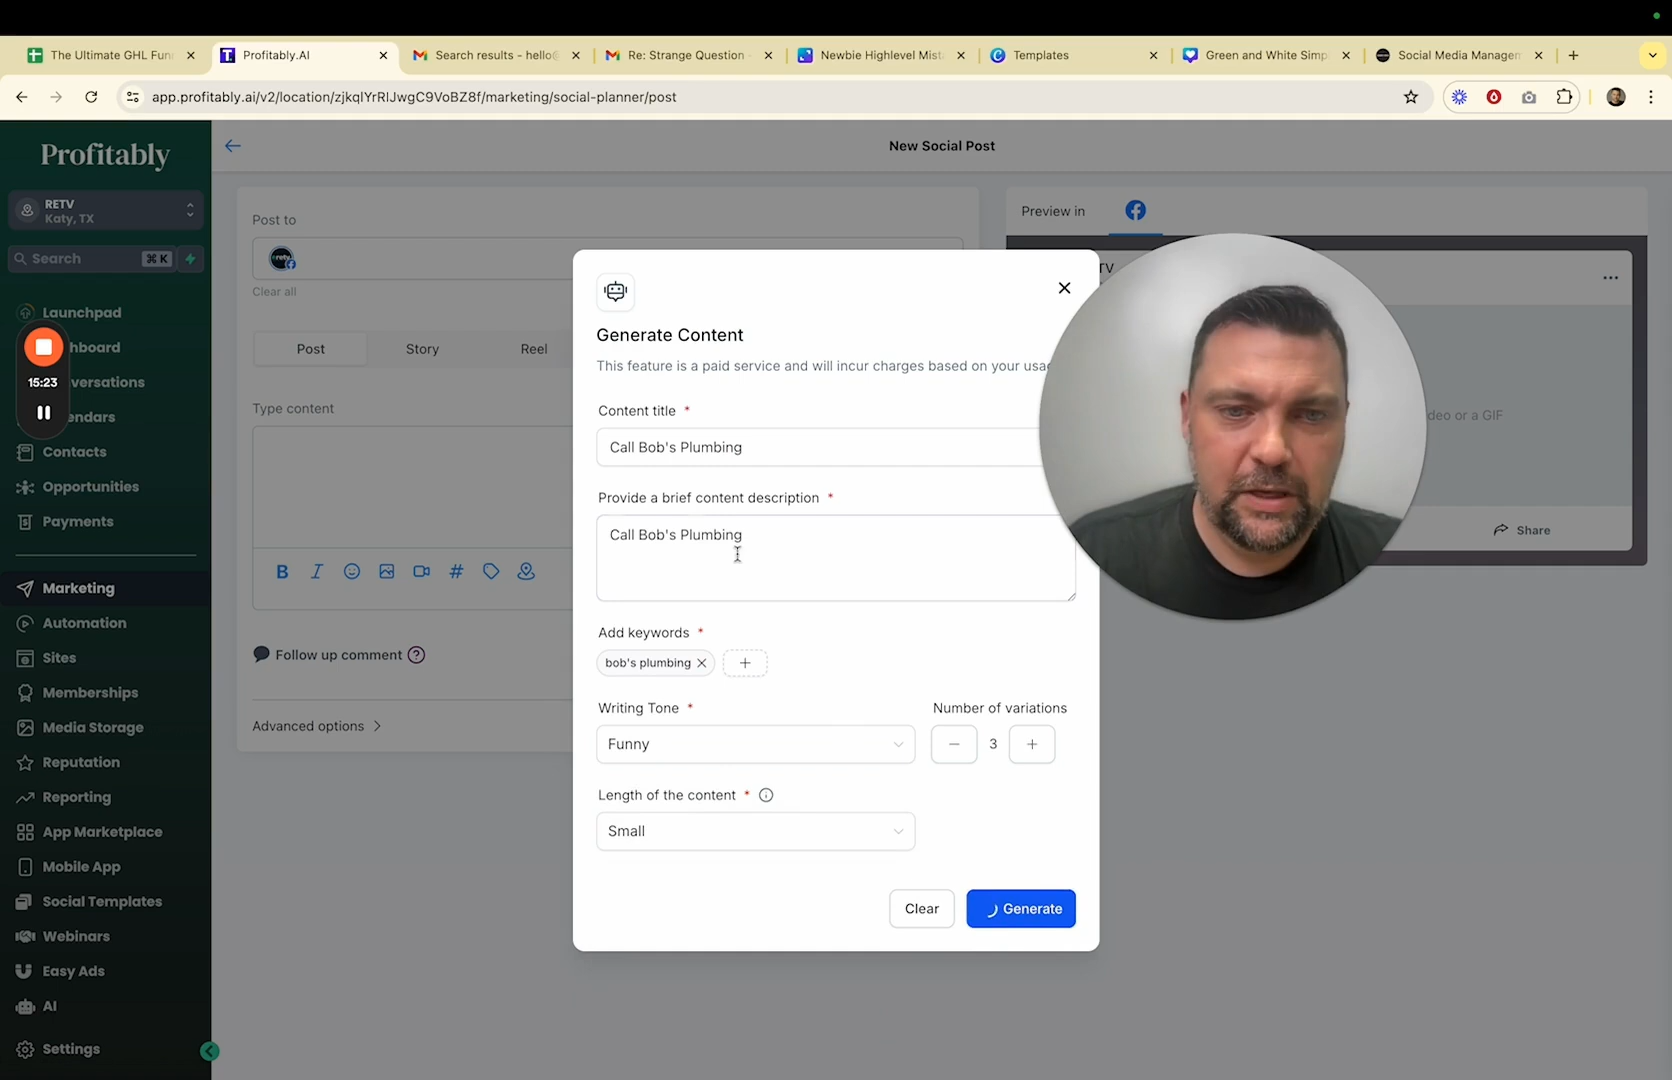 The Ultimate GHL Fun
Profitably.AI
Search results - hello@
Re: Strange Question -
Newbie Highlevel Mist
Templates
Green and White Simp
Social Media Managem
app.profitably.ai/v2/location/zjkqlYrRlJwgC9VoBZ8f/marketing/social-planner/post
Profitably
RETV
Katy, TX
Search
⌘ K
Launchpad
hboard
versations
endars
Contacts
Opportunities
Payments
15:23
Marketing
Automation
Sites
Memberships
Media Storage
Reputation
Reporting
App Marketplace
Mobile App
Social Templates
Webinars
Easy Ads
AI
Settings
New Social Post
Post to
Clear all
Post
Story
Reel
Type content
B I #
Follow up comment ?
Advanced options
Preview in
TV
deo or a GIF
Share
Generate Content
This feature is a paid service and will incur charges based on your usag
Content title *
Call Bob's Plumbing
Provide a brief content description *
Call Bob's Plumbing
Add keywords *
bob's plumbing
Writing Tone *
Number of variations
Funny
3
Length of the content *
Small
Clear
Generate